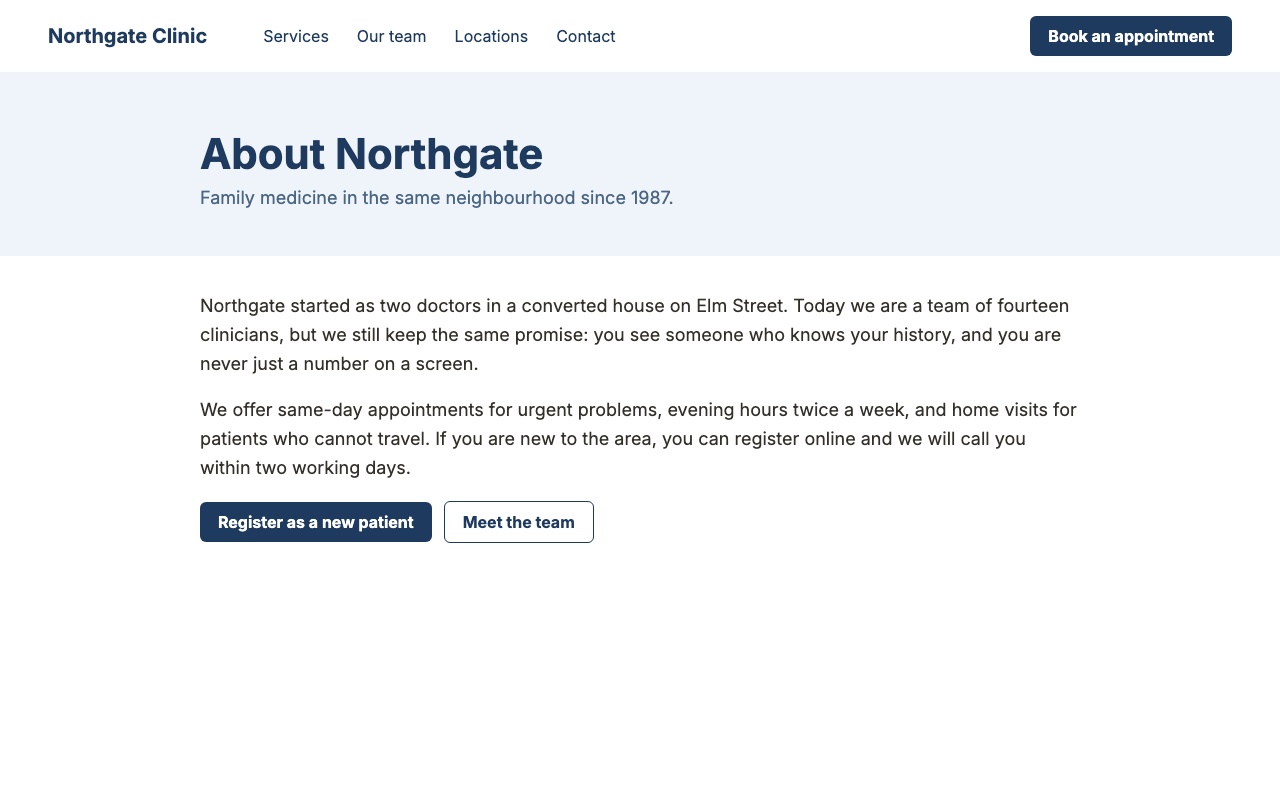 Northgate Clinic
Services
Our team
Locations
Contact
Book an appointment
About Northgate
Family medicine in the same neighbourhood since 1987.
Northgate started as two doctors in a converted house on Elm Street. Today we are a team of fourteen
clinicians, but we still keep the same promise: you see someone who knows your history, and you are
never just a number on a screen.
We offer same-day appointments for urgent problems, evening hours twice a week, and home visits for
patients who cannot travel. If you are new to the area, you can register online and we will call you
within two working days.
Register as a new patient
Meet the team